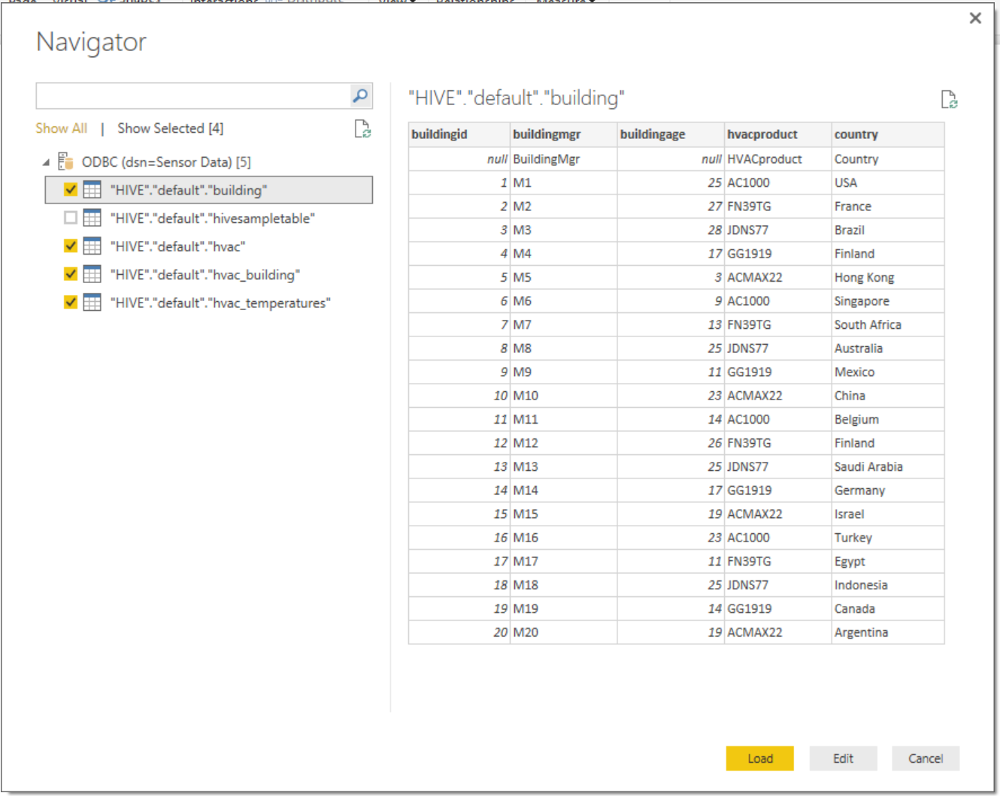 Navigator
"HIVE"."default"."building"
Show All | Show Selected [4]
ODBC (dsn=Sensor Data) [5]
"HIVE"."default"."building"
"HIVE"."default"."hivesampletable"
"HIVE"."default"."hvac"
"HIVE"."default"."hvac_building"
"HIVE"."default"."hvac_temperatures"
buildingid buildingmgr buildingage hvacproduct country
null BuildingMgr null HVACproduct Country
1 M1 25 AC1000 USA
2 M2 27 FN39TG France
3 M3 28 JDNS77 Brazil
4 M4 17 GG1919 Finland
5 M5 3 ACMAX22 Hong Kong
6 M6 9 AC1000 Singapore
7 M7 13 FN39TG South Africa
8 M8 25 JDNS77 Australia
9 M9 11 GG1919 Mexico
10 M10 23 ACMAX22 China
11 M11 14 AC1000 Belgium
12 M12 26 FN39TG Finland
13 M13 25 JDNS77 Saudi Arabia
14 M14 17 GG1919 Germany
15 M15 19 ACMAX22 Israel
16 M16 23 AC1000 Turkey
17 M17 11 FN39TG Egypt
18 M18 25 JDNS77 Indonesia
19 M19 14 GG1919 Canada
20 M20 19 ACMAX22 Argentina
Load Edit Cancel